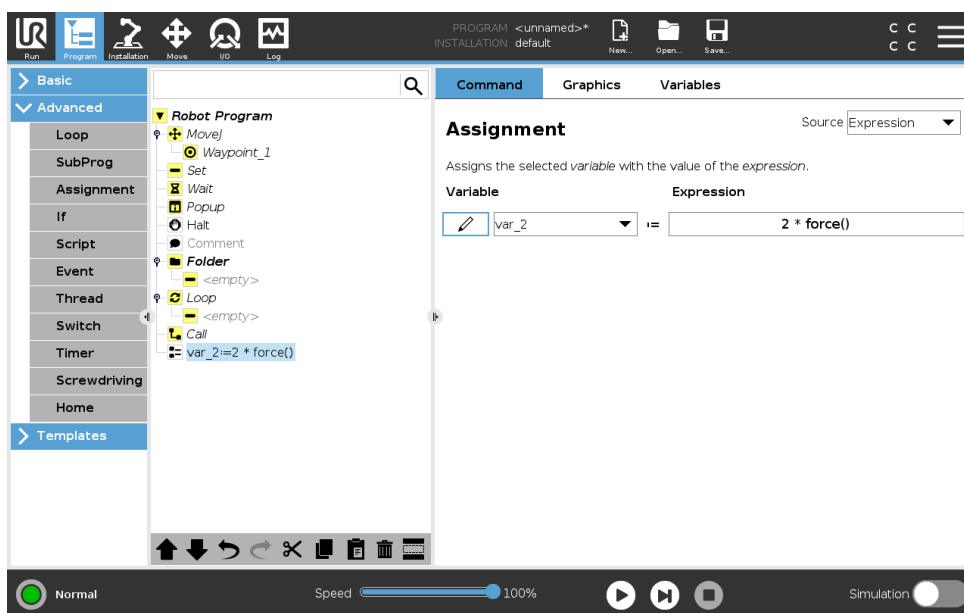 PROGRAM <unnamed>*
INSTALLATION default
Run Program Installation Move I/O Log New... Open... Save...
C C
C C
Basic
Advanced
Loop
SubProg
Assignment
If
Script
Event
Thread
Switch
Timer
Screwdriving
Home
Templates
Robot Program
MoveJ
Waypoint_1
Set
Wait
Popup
Halt
Comment
Folder
<empty>
Loop
<empty>
Call
var_2:=2 * force()
Command Graphics Variables
Assignment
Source Expression
Assigns the selected variable with the value of the expression.
Variable Expression
var_2 := 2 * force()
Normal Speed 100% Simulation